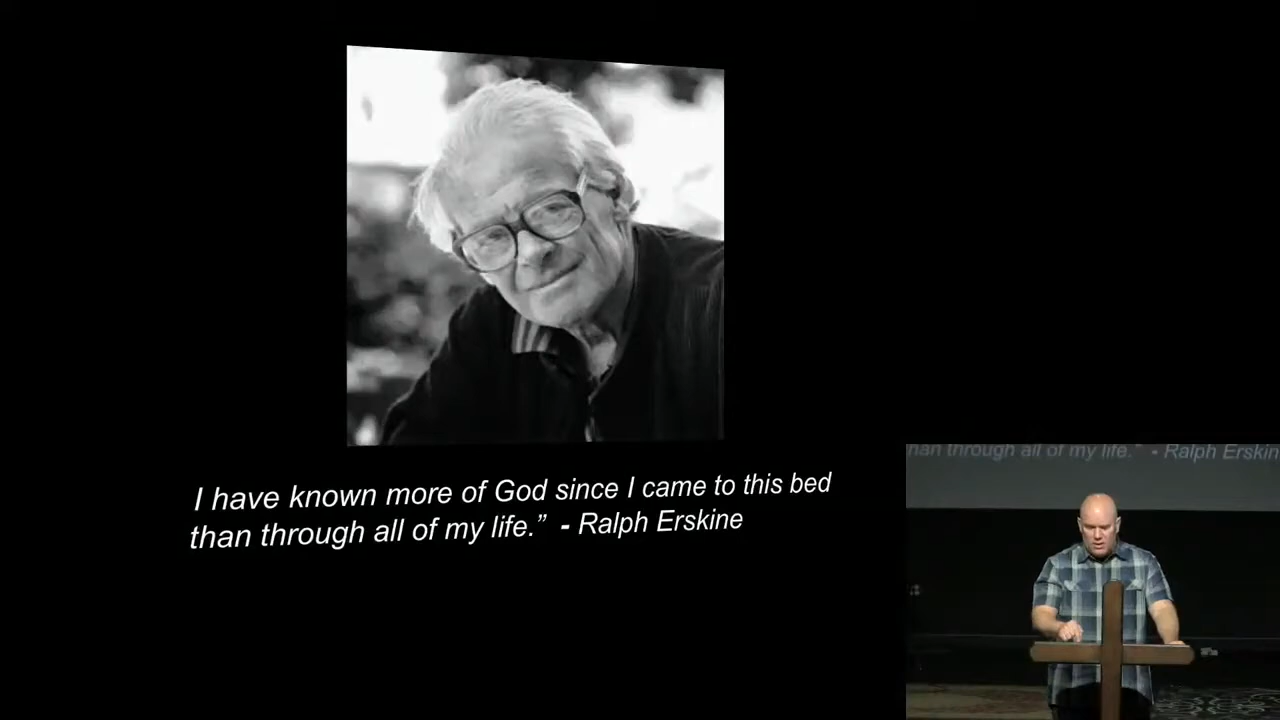 I have known more of God since I came to this bed
than through all of my life.” - Ralph Erskine
han through all of my life.” - Ralph Erskin